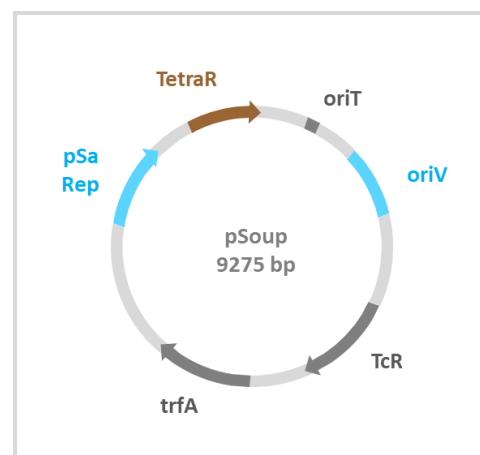 TetraR
oriT
pSa
Rep
oriV
pSoup
9275 bp
TcR
trfA